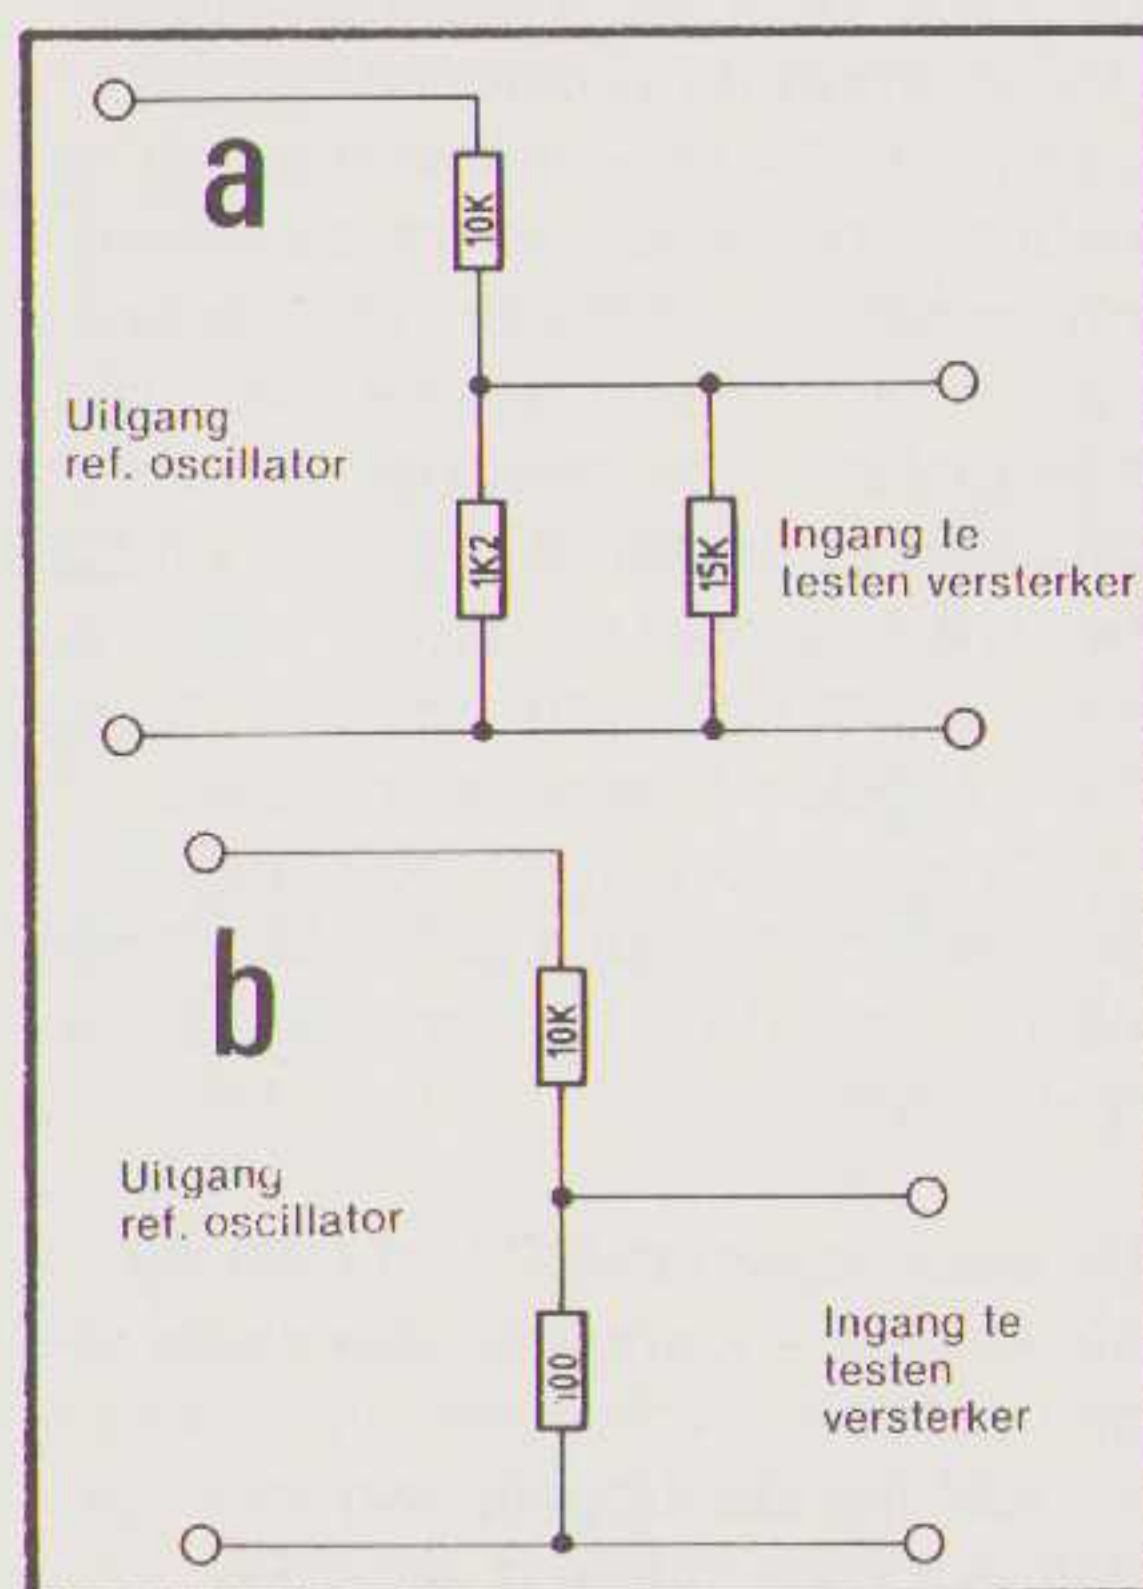 a
10K
Uitgang
ref. oscillator
1K2
15K
Ingang te
testen versterker
b
10K
Uitgang
ref. oscillator
100
Ingang te
testen
versterker